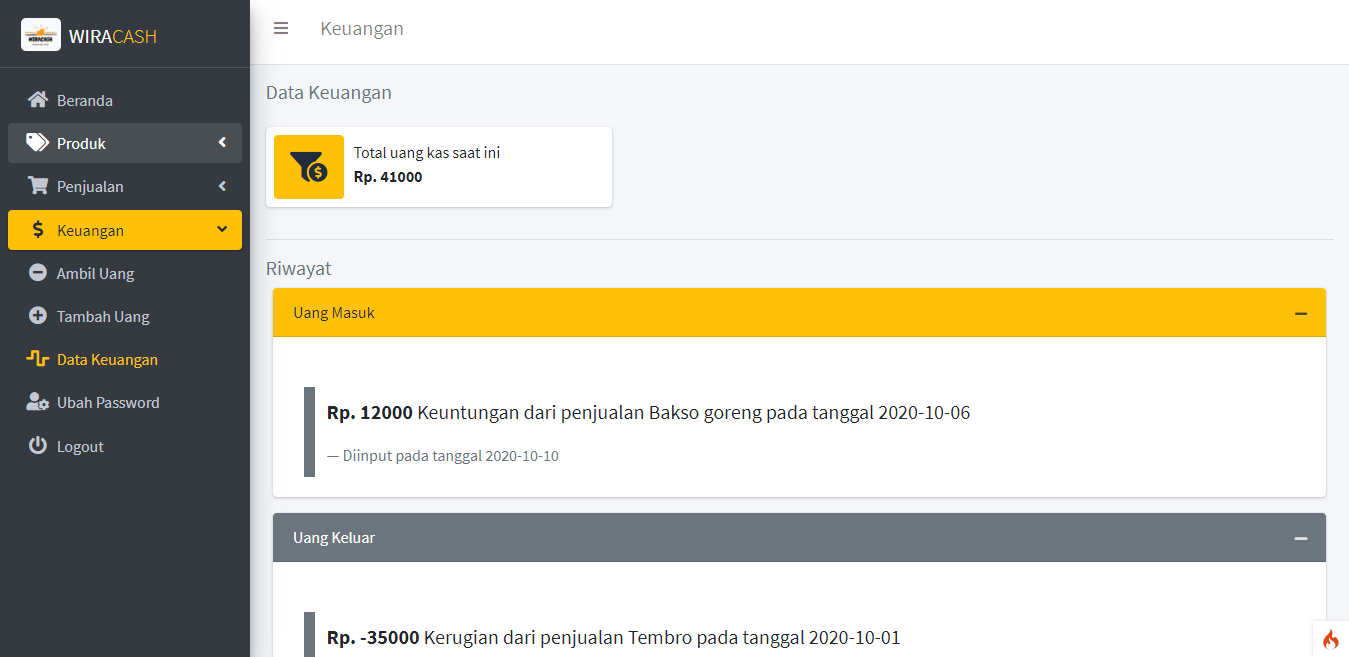 WIRACASH
Keuangan
Beranda
Produk
Penjualan
Keuangan
Ambil Uang
Tambah Uang
Data Keuangan
Ubah Password
Logout
Data Keuangan
Total uang kas saat ini
Rp. 41000
Riwayat
Uang Masuk
Rp. 12000 Keuntungan dari penjualan Bakso goreng pada tanggal 2020-10-06
— Diinput pada tanggal 2020-10-10
Uang Keluar
Rp. -35000 Kerugian dari penjualan Tembro pada tanggal 2020-10-01